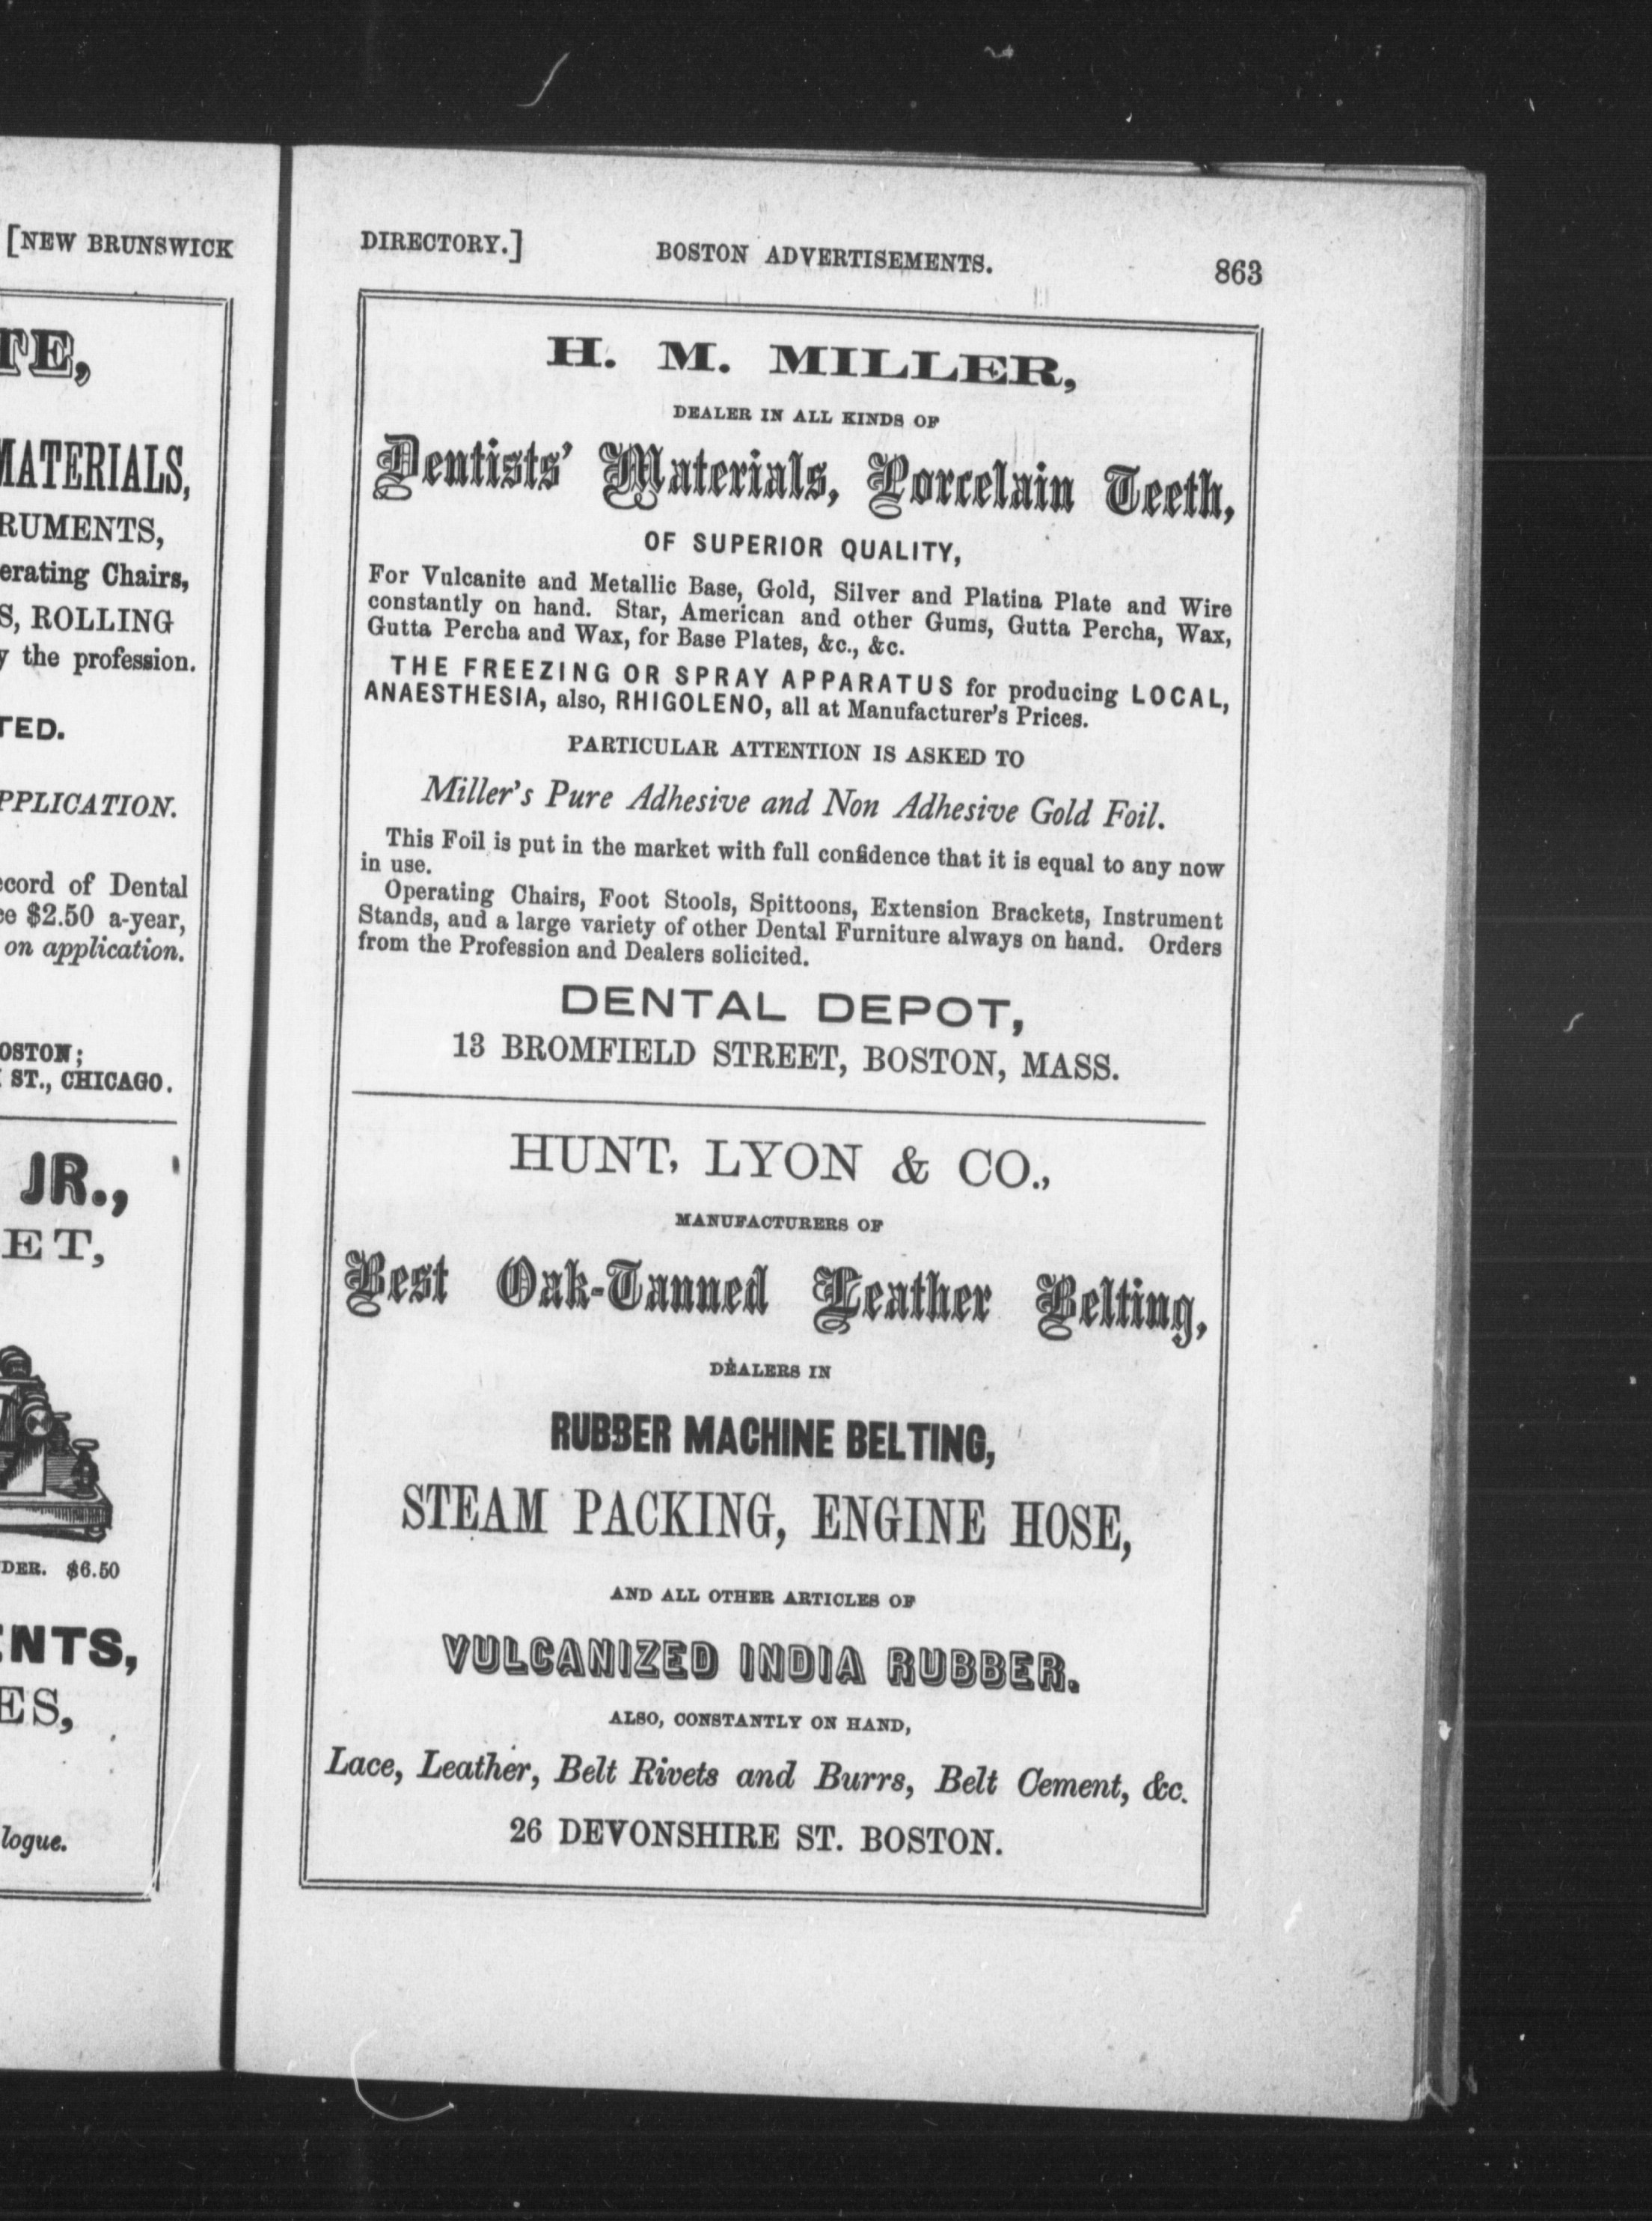 [NEW BRUNSWICK
TE,
MATERIALS,
RUMENTS,
erating Chairs,
S, ROLLING
y the profession.
TED.
PPLICATION.
ecord of Dental
ce $2.50 a-year,
on application.
OSTON;
ST., CHICAGO.
JR.,
ET,
DER. $6.50
ENTS,
ES,
logue.
DIRECTORY.] BOSTON ADVERTISEMENTS. 863
H. M. MILLER,
DEALER IN ALL KINDS OF
Dentists' Materials, Porcelain Teeth,
OF SUPERIOR QUALITY,
For Vulcanite and Metallic Base, Gold, Silver and Platina Plate and Wire
constantly on hand. Star, American and other Gums, Gutta Percha, Wax,
Gutta Percha and Wax, for Base Plates, &c., &c.
THE FREEZING OR SPRAY APPARATUS for producing LOCAL,
ANAESTHESIA, also, RHIGOLENO, all at Manufacturer's Prices.
PARTICULAR ATTENTION IS ASKED TO
Miller's Pure Adhesive and Non Adhesive Gold Foil.
This Foil is put in the market with full confidence that it is equal to any now
in use.
Operating Chairs, Foot Stools, Spittoons, Extension Brackets, Instrument
Stands, and a large variety of other Dental Furniture always on hand. Orders
from the Profession and Dealers solicited.
DENTAL DEPOT,
13 BROMFIELD STREET, BOSTON, MASS.
HUNT, LYON & CO.,
MANUFACTURERS OF
Best Oak-Tanned Leather Belting,
DEALERS IN
RUBBER MACHINE BELTING,
STEAM PACKING, ENGINE HOSE,
AND ALL OTHER ARTICLES OF
VULCANIZED INDIA RUBBER.
ALSO, CONSTANTLY ON HAND,
Lace, Leather, Belt Rivets and Burrs, Belt Cement, &c.
26 DEVONSHIRE ST. BOSTON.